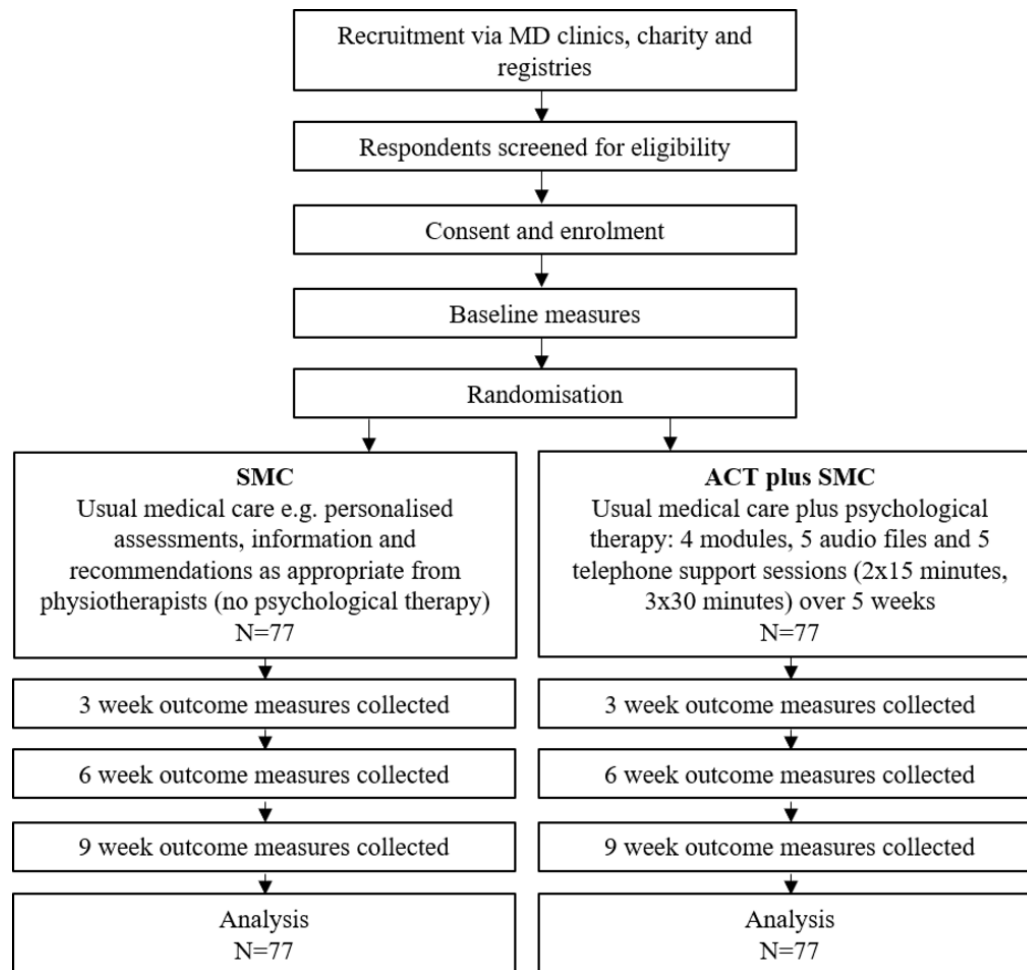 Recruitment via MD clinics, charity and
registries
Respondents screened for eligibility
Consent and enrolment
Baseline measures
Randomisation
SMC
Usual medical care e.g. personalised
assessments, information and
recommendations as appropriate from
physiotherapists (no psychological therapy)
N=77
ACT plus SMC
Usual medical care plus psychological
therapy: 4 modules, 5 audio files and 5
telephone support sessions (2x15 minutes,
3x30 minutes) over 5 weeks
N=77
3 week outcome measures collected
3 week outcome measures collected
6 week outcome measures collected
6 week outcome measures collected
9 week outcome measures collected
9 week outcome measures collected
Analysis
N=77
Analysis
N=77